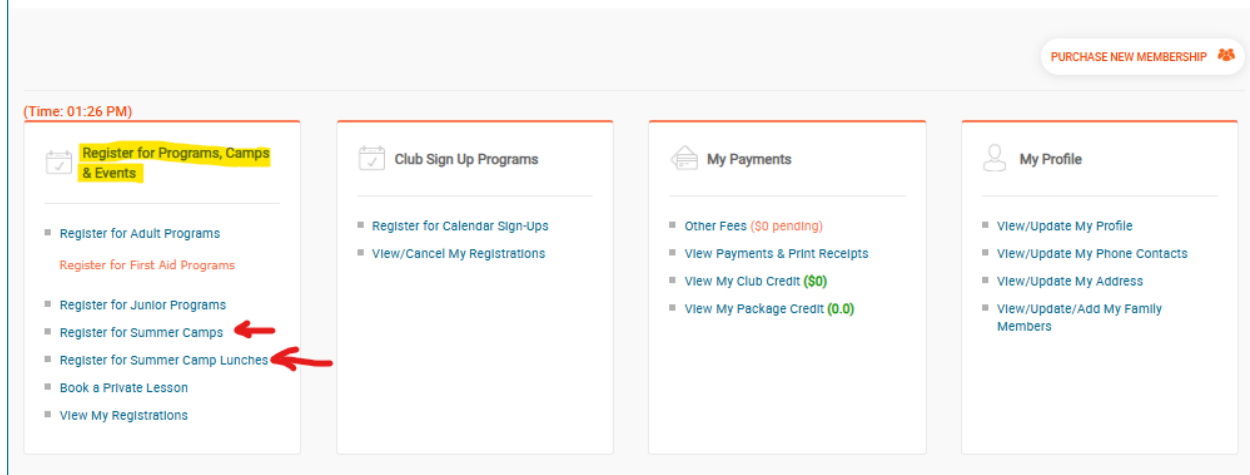 PURCHASE NEW MEMBERSHIP
(Time: 01:26 PM)
Register for Programs, Camps
& Events
Register for Adult Programs
Register for First Aid Programs
Register for Junior Programs
Register for Summer Camps
Register for Summer Camp Lunches
Book a Private Lesson
View My Registrations
Club Sign Up Programs
Register for Calendar Sign-Ups
View/Cancel My Registrations
My Payments
Other Fees ($0 pending)
View Payments & Print Receipts
View My Club Credit ($0)
View My Package Credit (0.0)
My Profile
View/Update My Profile
View/Update My Phone Contacts
View/Update My Address
View/Update/Add My Family
Members